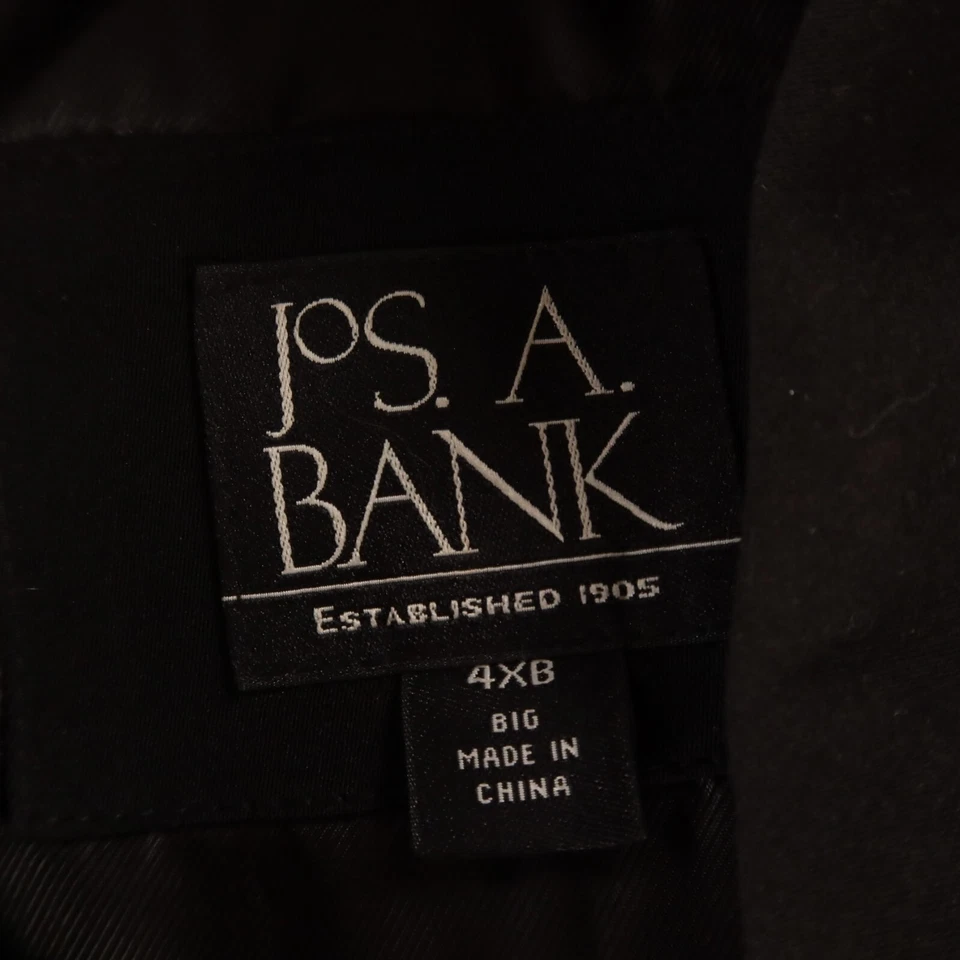 JOS. A.
BANK
ESTABLISHED 1905
4XB
BIG
MADE IN
CHINA